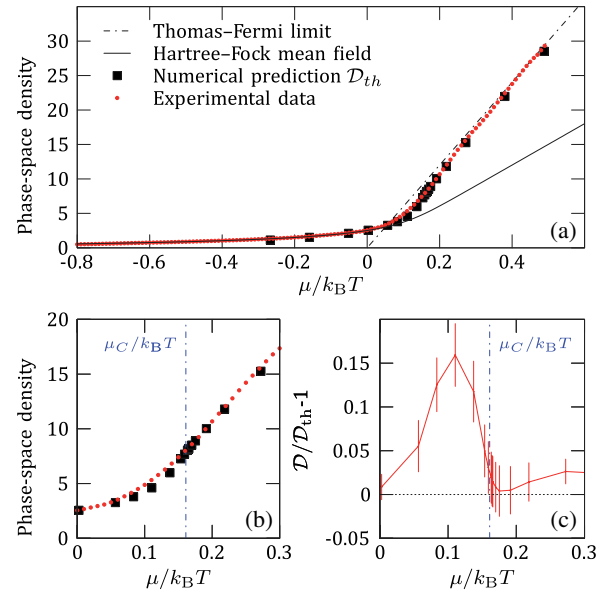 Thomas–Fermi limit
Hartree–Fock mean field
Numerical prediction 𝒟th
Experimental data
Phase-space density
35
30
25
20
15
10
5
0
-0.8 -0.6 -0.4 -0.2 0 0.2 0.4
(a)
μ/kBT
Phase-space density
20
15
10
5
0
μC/kBT
(b)
0 0.1 0.2 0.3
μ/kBT
𝒟/𝒟th-1
0.15
0.1
0.05
0
-0.05
μC/kBT
(c)
0 0.1 0.2 0.3
μ/kBT